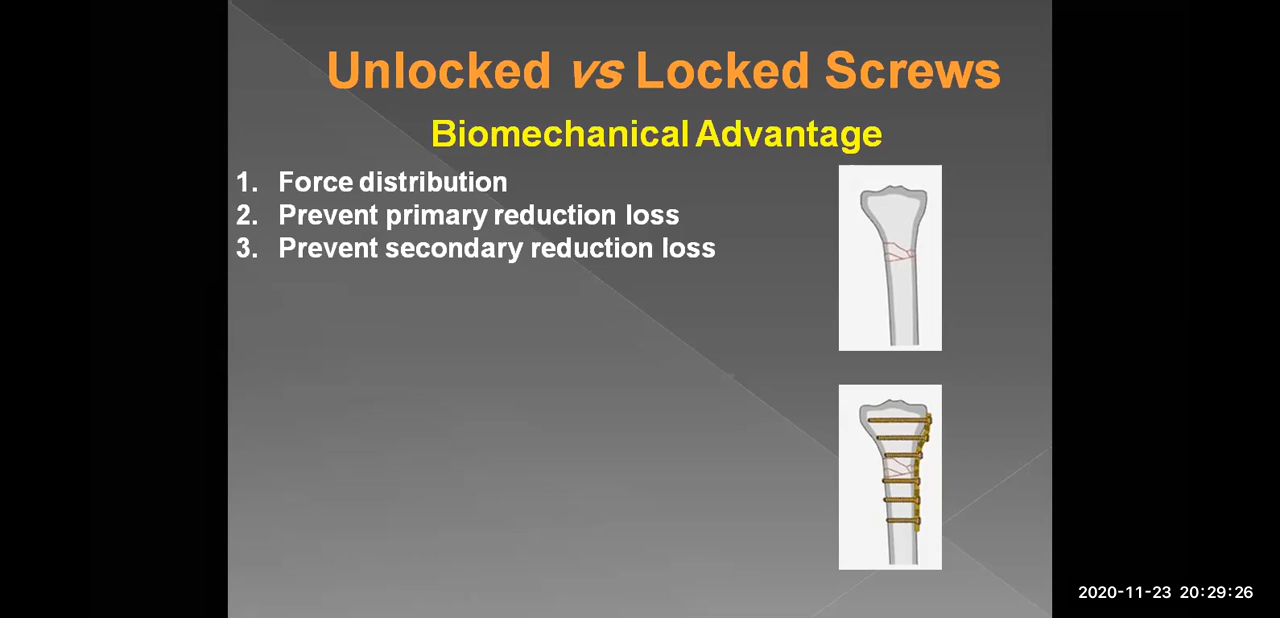 Unlocked vs Locked Screws
Biomechanical Advantage
1. Force distribution
2. Prevent primary reduction loss
3. Prevent secondary reduction loss
2020-11-23 20:29:26